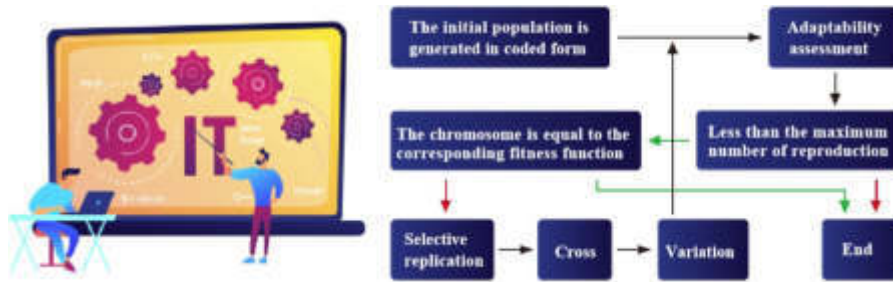 IT
The initial population is
generated in coded form
Adaptability
assessment
The chromosome is equal to the
corresponding fitness function
Less than the maximum
number of reproduction
Selective
replication
Cross
Variation
End